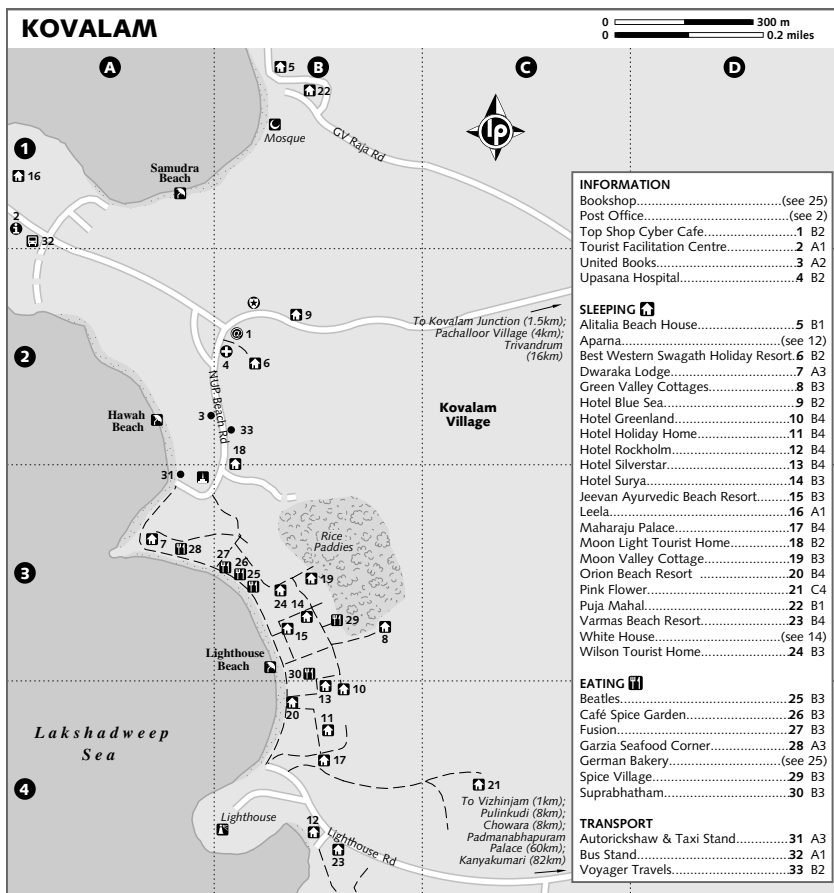 KOVALAM
0 300 m
0 0.2 miles
A
B
C
D
5
22
Mosque
GV Raja Rd
lp
1
16
Samudra
Beach
2
32
9
To Kovalam Junction (1.5km);
Pachalloor Village (4km);
Trivandrum
(16km)
@ 1
2
4
6
NUP Beach Rd
Hawah
Beach
3
33
Kovalam
Village
18
31
7
28
27
26
25
Rice
Paddies
3
19
24 14
29
15
8
Lighthouse
Beach
30
13
10
20
11
Lakshadweep
Sea
17
4
21
To Vizhinjam (1km);
Pulinkudi (8km);
Chowara (8km);
Padmanabhapuram
Palace (60km);
Kanyakumari (82km)
Lighthouse
12
23
Lighthouse Rd
INFORMATION
Bookshop...(see 25)
Post Office...(see 2)
Top Shop Cyber Cafe...1 B2
Tourist Facilitation Centre...2 A1
United Books...3 A2
Upasana Hospital...4 B2
SLEEPING
Alitalia Beach House...5 B1
Aparna...(see 12)
Best Western Swagath Holiday Resort.6 B2
Dwaraka Lodge...7 A3
Green Valley Cottages...8 B3
Hotel Blue Sea...9 B2
Hotel Greenland...10 B4
Hotel Holiday Home...11 B4
Hotel Rockholm...12 B4
Hotel Silverstar...13 B4
Hotel Surya...14 B3
Jeevan Ayurvedic Beach Resort...15 B3
Leela...16 A1
Maharaju Palace...17 B4
Moon Light Tourist Home...18 B2
Moon Valley Cottage...19 B3
Orion Beach Resort ...20 B4
Pink Flower...21 C4
Puja Mahal...22 B1
Varmas Beach Resort...23 B4
White House...(see 14)
Wilson Tourist Home...24 B3
EATING
Beatles...25 B3
Café Spice Garden...26 B3
Fusion...27 B3
Garzia Seafood Corner...28 A3
German Bakery...(see 25)
Spice Village...29 B3
Suprabhatham...30 B3
TRANSPORT
Autorickshaw & Taxi Stand...31 A3
Bus Stand...32 A1
Voyager Travels...33 B2